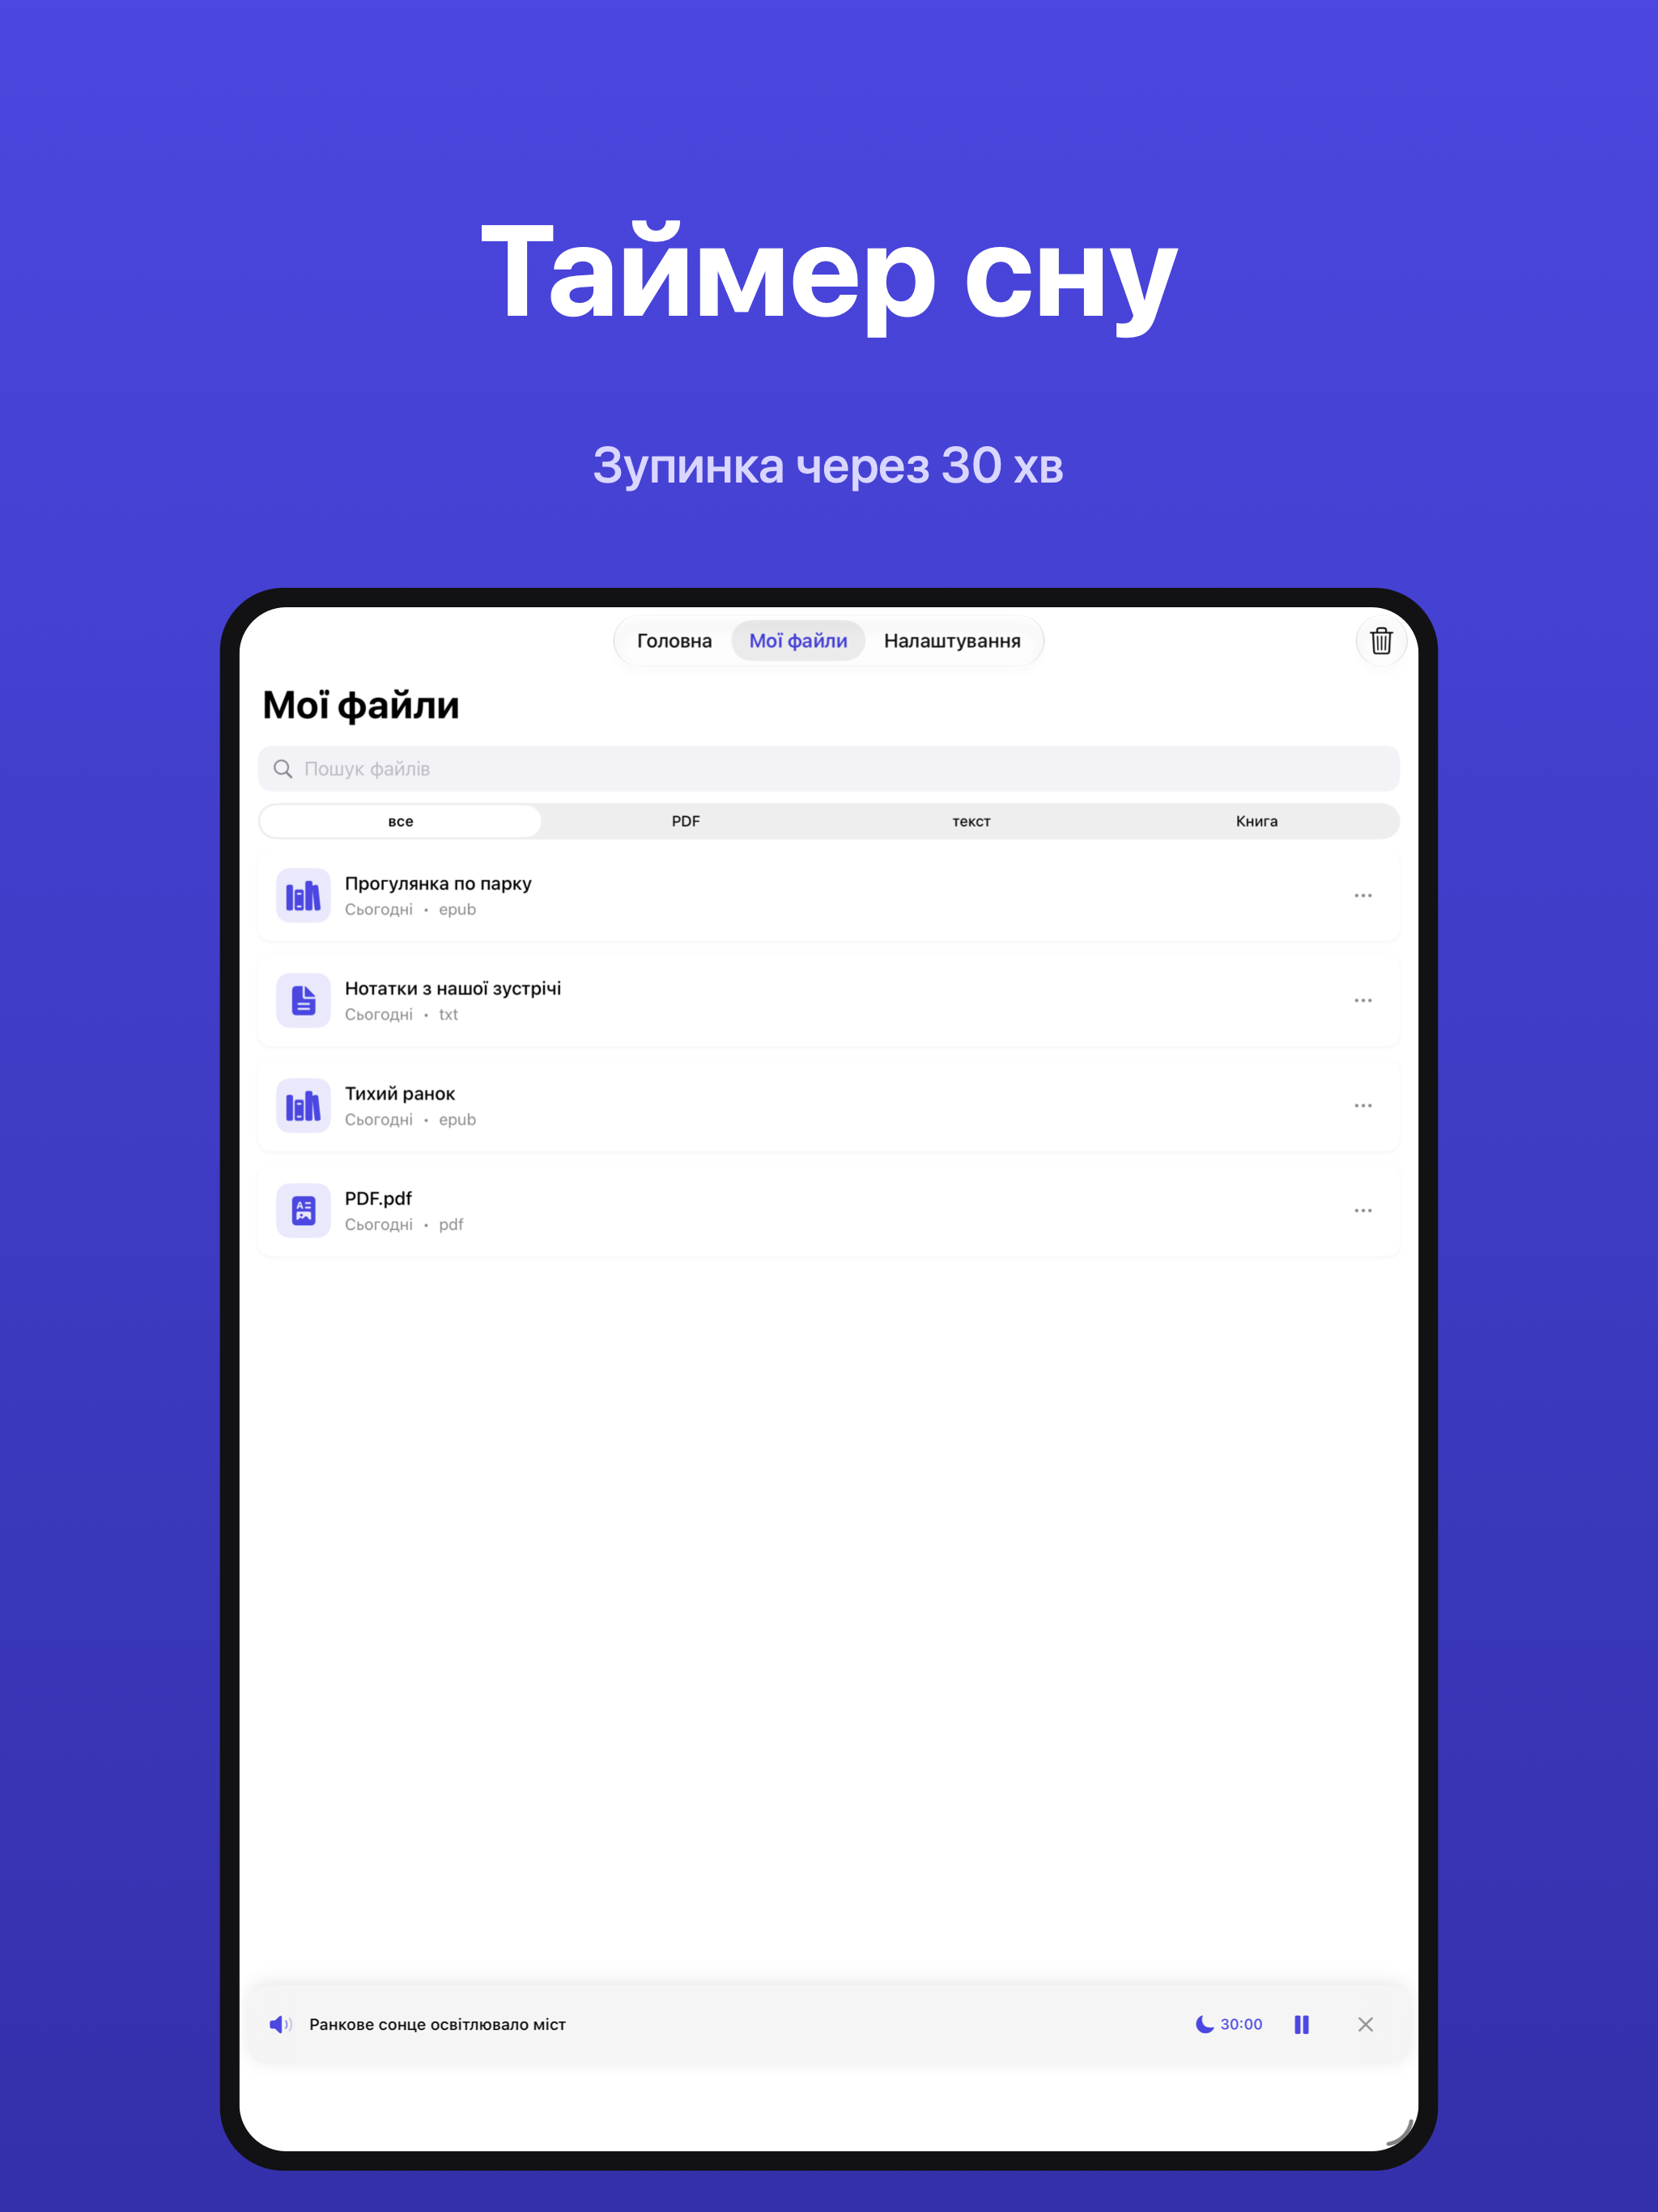 Таймер сну
Зупинка через 30 хв
Головна Мої файли Налаштування
Мої файли
Пошук файлів
все PDF текст Книга
Прогулянка по парку
Сьогодні • epub
Нотатки з нашої зустрічі
Сьогодні • txt
Тихий ранок
Сьогодні • epub
PDF.pdf
Сьогодні • pdf
Ранкове сонце освітлювало міст 30:00